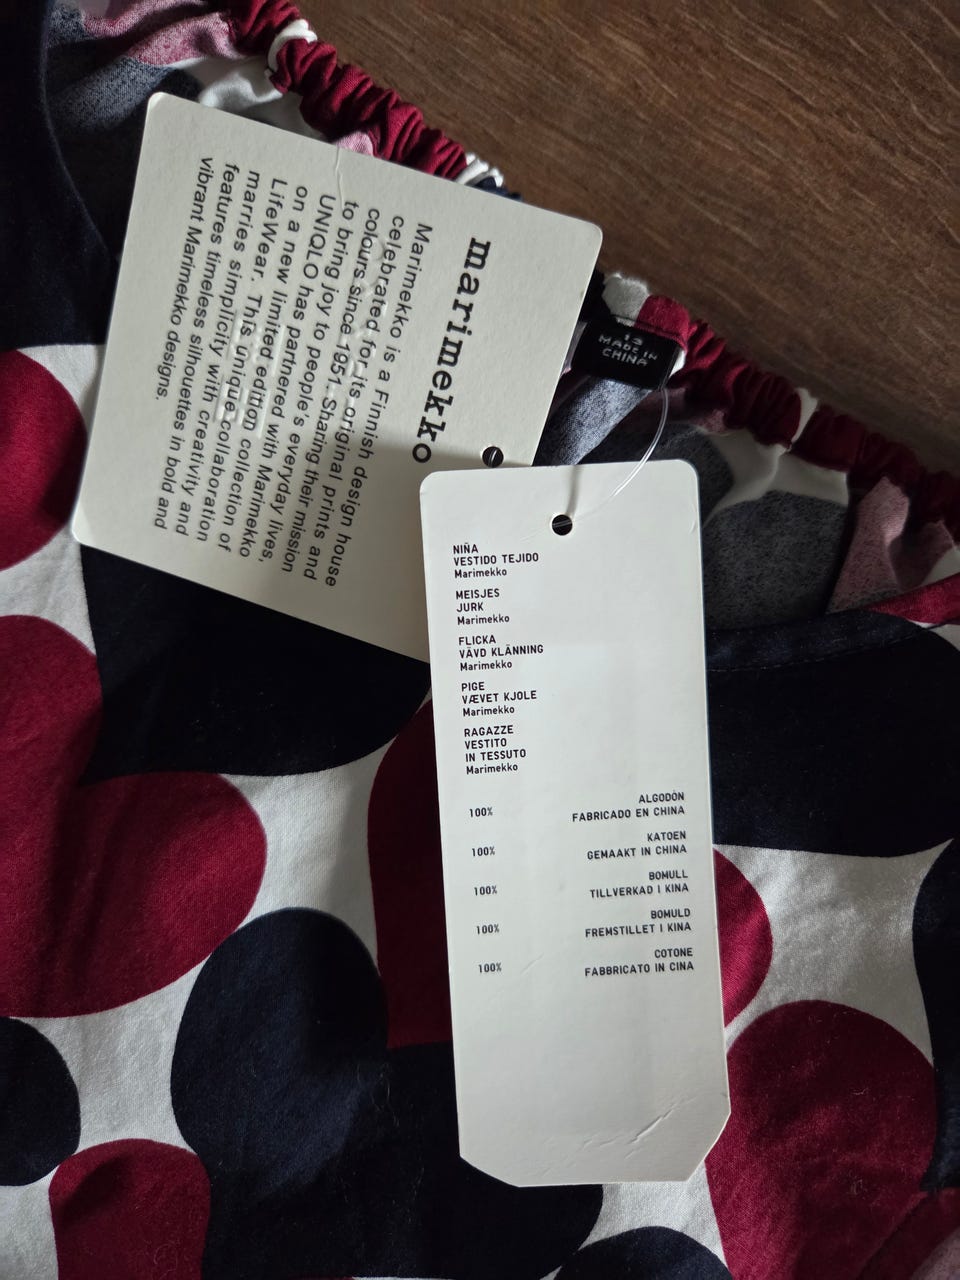 marimekko
Marimekko is a Finnish design house
celebrated for its original prints and
colours since 1951. Sharing their mission
to bring joy to people's everyday lives,
UNIQLO has partnered with Marimekko
on a new limited edition collection of
LifeWear. This unique collaboration
marries simplicity with creativity and
features timeless silhouettes in bold and
vibrant Marimekko designs.
13
MADE IN
CHINA
NIÑA
VESTIDO TEJIDO
Marimekko
MEISJES
JURK
Marimekko
FLICKA
VÄVD KLÄNNING
Marimekko
PIGE
VÆVET KJOLE
Marimekko
RAGAZZE
VESTITO
IN TESSUTO
Marimekko
100% ALGODÓN
FABRICADO EN CHINA
100% KATOEN
GEMAAKT IN CHINA
100% BOMULL
TILLVERKAD I KINA
100% BOMULD
FREMSTILLET I KINA
100% COTONE
FABBRICATO IN CINA